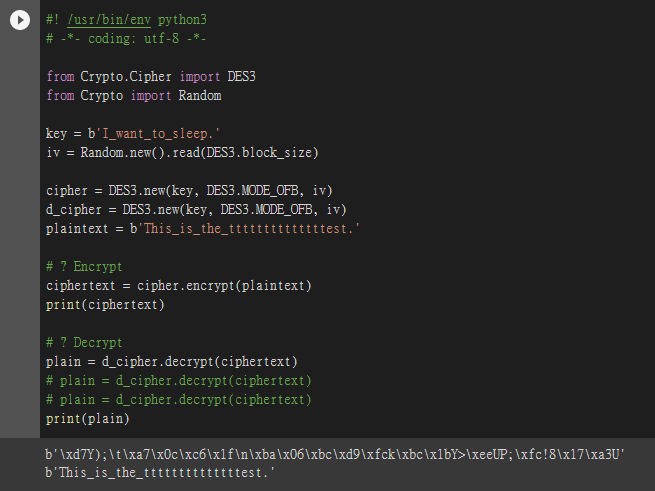 #! /usr/bin/env python3
# -*- coding: utf-8 -*-
from Crypto.Cipher import DES3
from Crypto import Random
key = b'I_want_to_sleep.'
iv = Random.new().read(DES3.block_size)
cipher = DES3.new(key, DES3.MODE_OFB, iv)
d_cipher = DES3.new(key, DES3.MODE_OFB, iv)
plaintext = b'This_is_the_ttttttttttttttest.'
# ? Encrypt
ciphertext = cipher.encrypt(plaintext)
print(ciphertext)
# ? Decrypt
plain = d_cipher.decrypt(ciphertext)
# plain = d_cipher.decrypt(ciphertext)
# plain = d_cipher.decrypt(ciphertext)
print(plain)
b'\xd7Y);\t\xa7\x0c\xc6\x1f\n\xba\x06\xbc\xd9\xfck\xbc\x1bY>\xeeUP;\xfc!8\x17\xa3U'
b'This_is_the_ttttttttttttttest.'